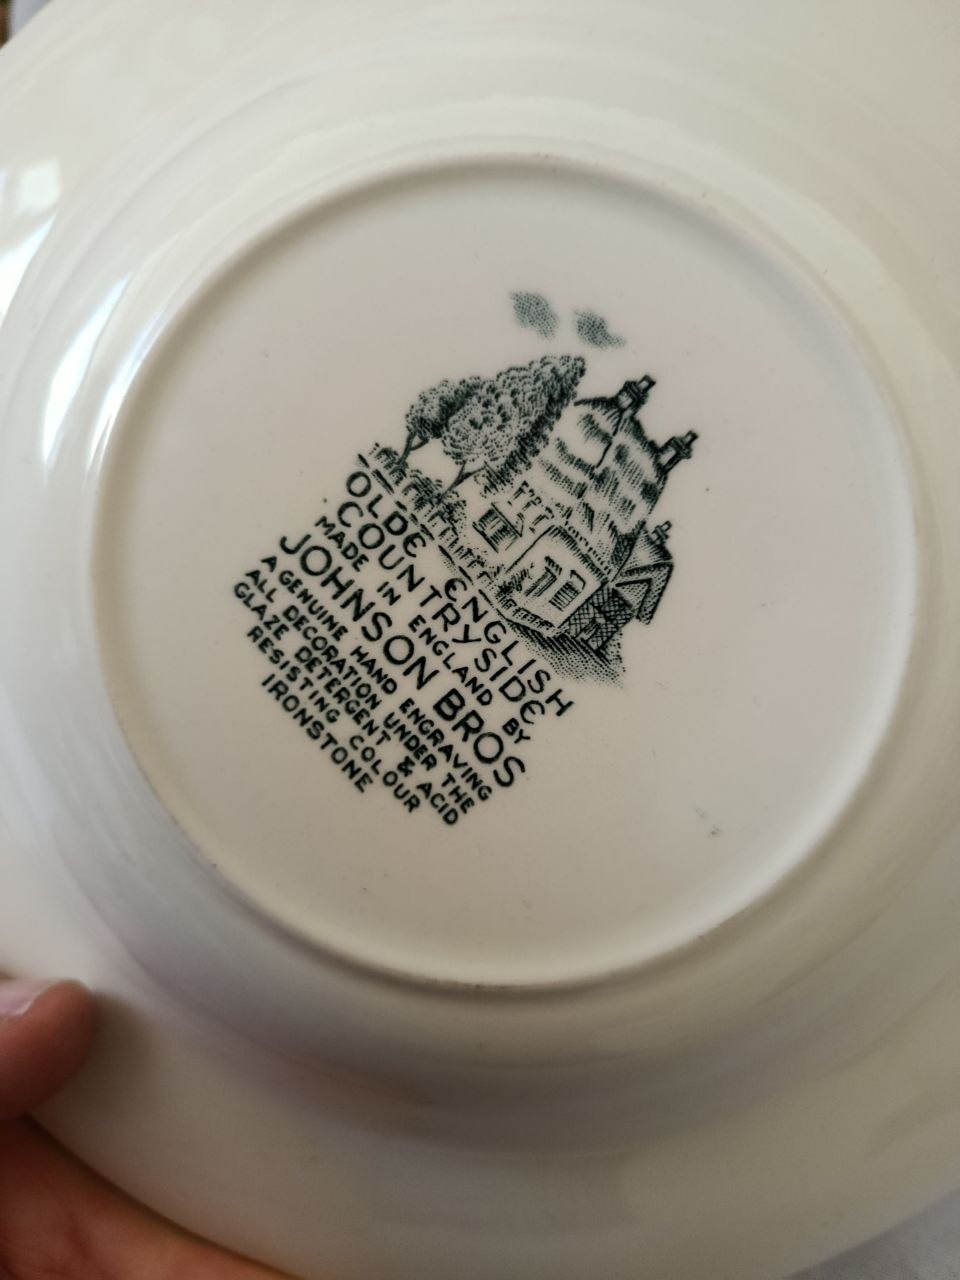 OLDE ENGLISH
COUNTRYSIDE
MADE IN ENGLAND BY
JOHNSON BROS
A GENUINE HAND ENGRAVING
ALL DECORATION UNDER THE
GLAZE DETERGENT & ACID
RESISTING COLOUR
IRONSTONE